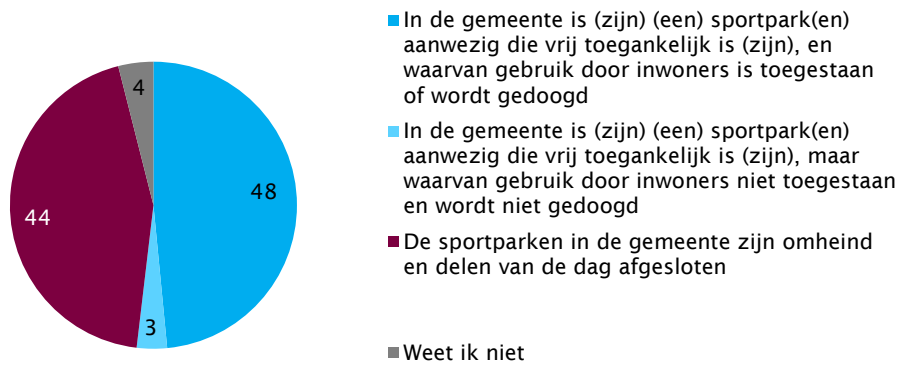 In de gemeente is (zijn) (een) sportpark(en)
aanwezig die vrij toegankelijk is (zijn), en
waarvan gebruik door inwoners is toegestaan
of wordt gedoogd
In de gemeente is (zijn) (een) sportpark(en)
aanwezig die vrij toegankelijk is (zijn), maar
waarvan gebruik door inwoners niet toegestaan
en wordt niet gedoogd
De sportparken in de gemeente zijn omheind
en delen van de dag afgesloten
Weet ik niet
4
48
44
3